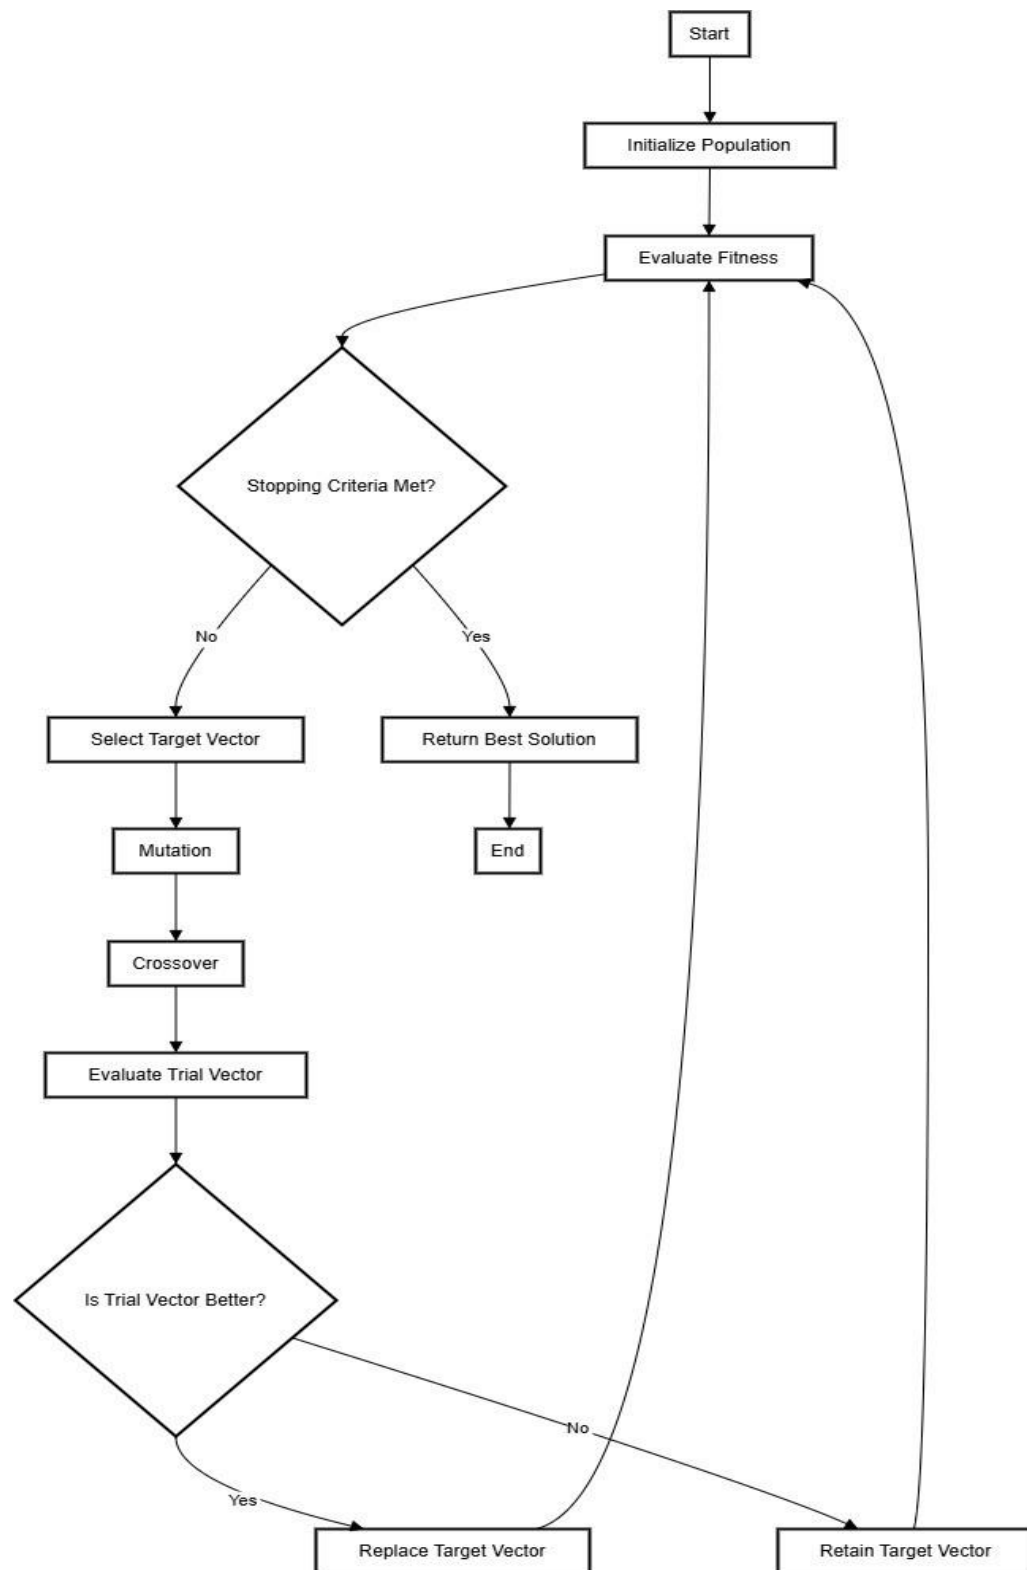 Start
Initialize Population
Evaluate Fitness
Stopping Criteria Met?
No
Yes
Select Target Vector
Return Best Solution
Mutation
End
Crossover
Evaluate Trial Vector
Is Trial Vector Better?
No
Yes
Replace Target Vector
Retain Target Vector